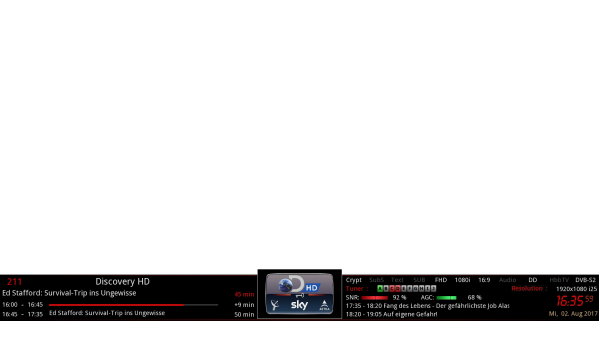 211 Discovery HD
Ed Stafford: Survival-Trip ins Ungewisse 45 min
16:00 - 16:45 +9 min
16:45 - 17:35 Ed Stafford: Survival-Trip ins Ungewisse 50 min
HD
sky
ASTRA
Crypt SubS Text SUB FHD 1080i 16:9 Audio DD HbbTV DVB-S2
Tuner : A B C D E F G H I J Resolution : 1920x1080 i25
SNR: 92 % AGC: 68 % 16:35 59
17:35 - 18:20 Fang des Lebens - Der gefährlichste Job Alas
18:20 - 19:05 Auf eigene Gefahr! Mi, 02. Aug 2017